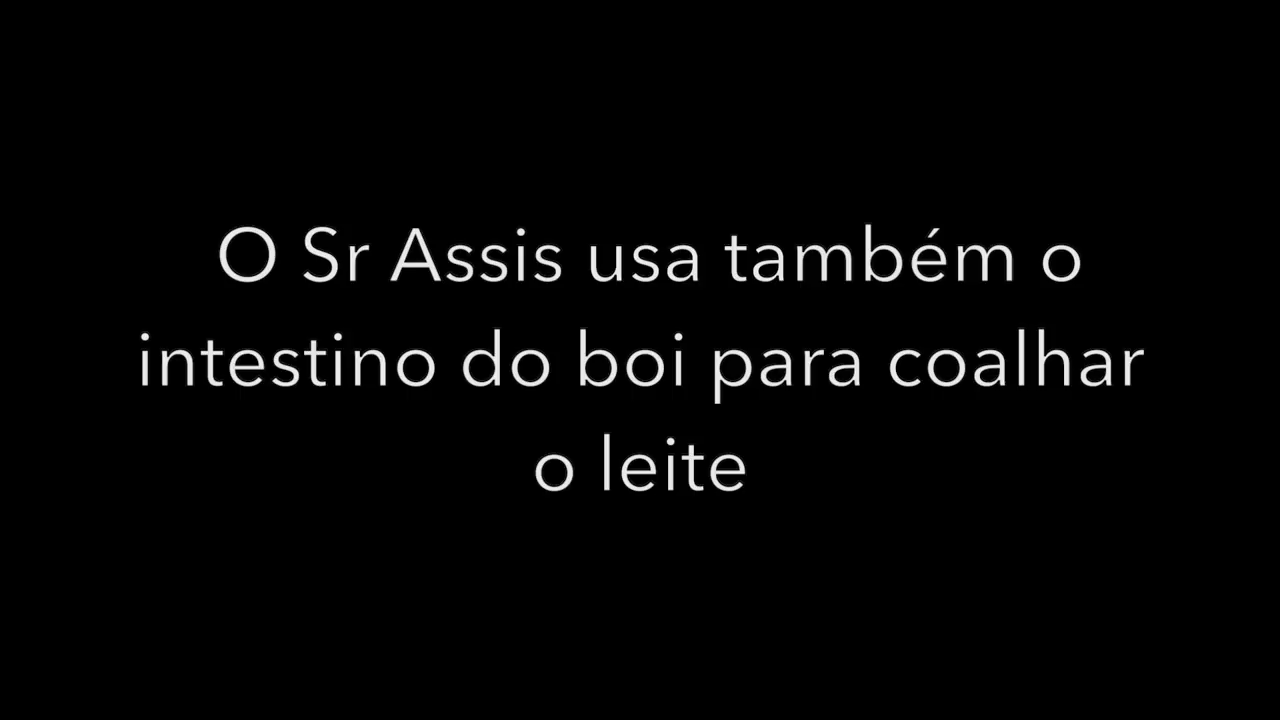 O Sr Assis usa também o
intestino do boi para coalhar
o leite